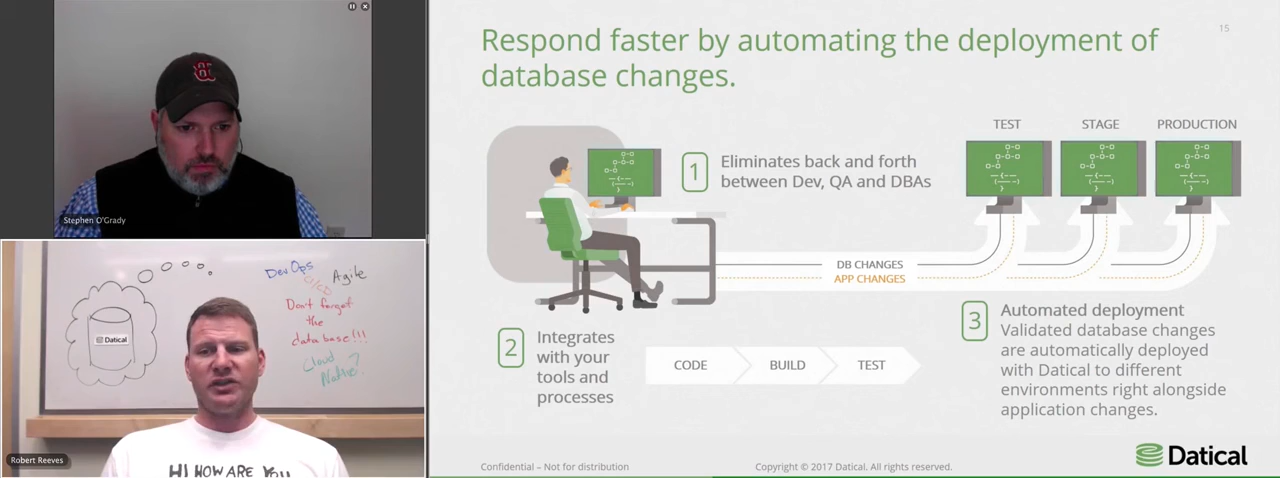 Stephen O'Grady
DevOps
CI/CD
Agile
Don't forget
the
database!!!
Cloud
Native?
Datical
HI HOW ARE YOU
Robert Reeves
15
Respond faster by automating the deployment of
database changes.
1
Eliminates back and forth
between Dev, QA and DBAs
TEST
STAGE
PRODUCTION
DB CHANGES
APP CHANGES
2
Integrates
with your
tools and
processes
CODE
BUILD
TEST
3
Automated deployment
Validated database changes
are automatically deployed
with Datical to different
environments right alongside
application changes.
Confidential – Not for distribution
Copyright © 2017 Datical. All rights reserved.
Datical